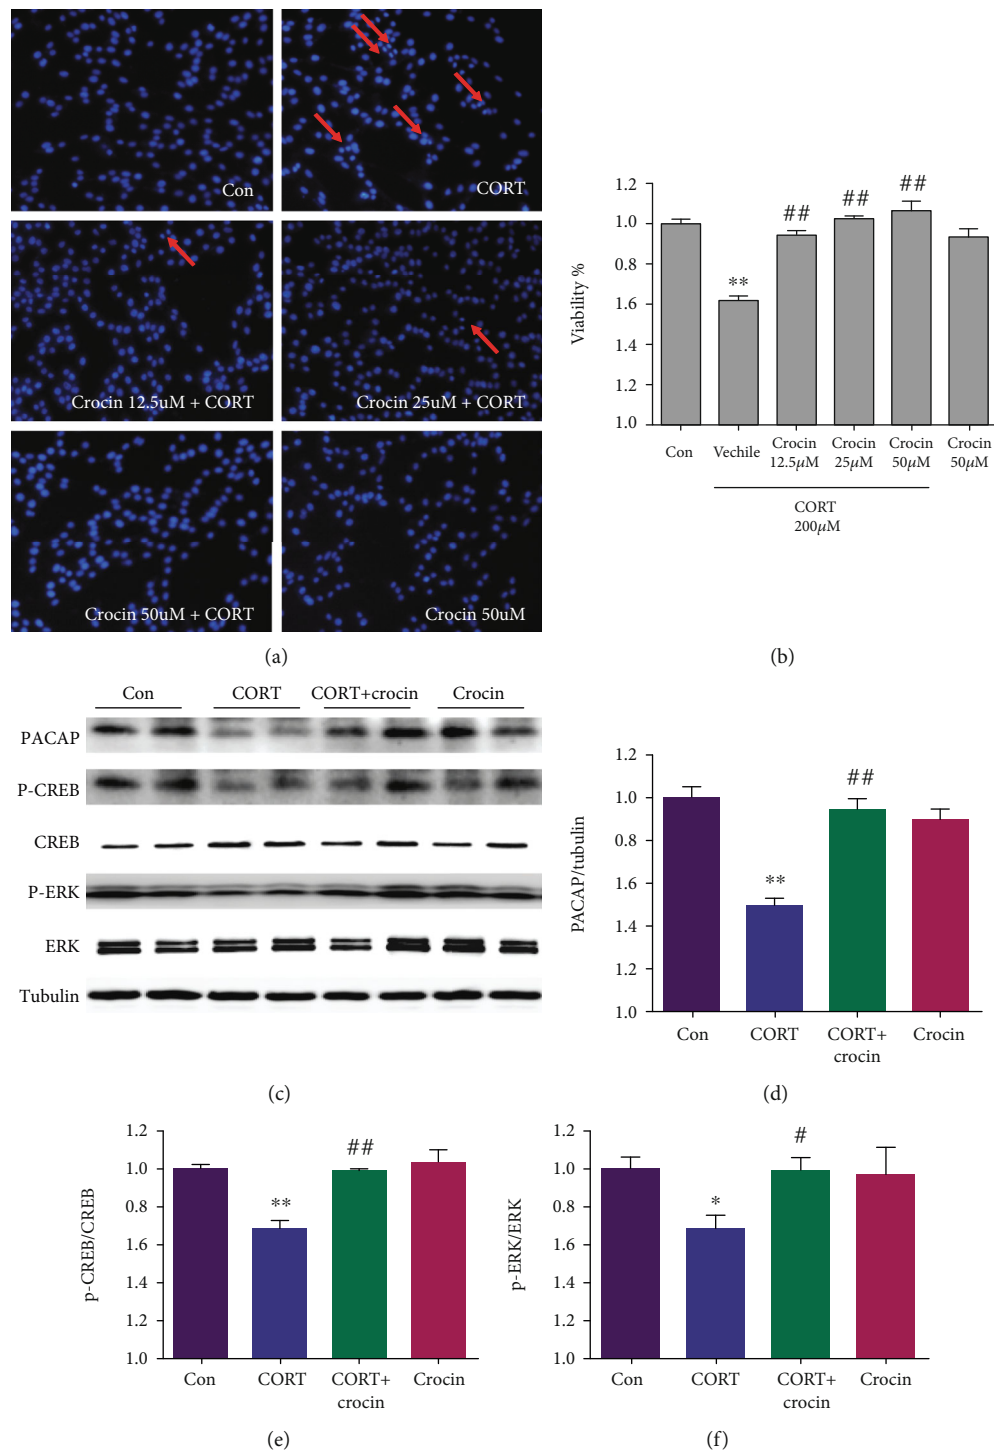 Con
CORT
Crocin 12.5uM + CORT
Crocin 25uM + CORT
Crocin 50uM + CORT
Crocin 50uM
(a)
Viability %
1.2
1.0
0.8
1.6
1.4
1.2
1.0
**
##
##
##
Con
Vechile
Crocin 12.5μM
Crocin 25μM
Crocin 50μM
Crocin 50μM
CORT
200μM
(b)
Con
CORT
CORT+crocin
Crocin
PACAP
P-CREB
CREB
P-ERK
ERK
Tubulin
(c)
PACAP/tubulin
1.2
1.0
0.8
1.6
1.4
1.2
1.0
**
##
Con
CORT
CORT+
crocin
Crocin
(d)
p-CREB/CREB
1.2
1.0
0.8
1.6
1.4
1.0
**
##
Con
CORT
CORT+
crocin
Crocin
(e)
p-ERK/ERK
1.2
1.0
0.8
1.6
1.4
1.0
*
#
Con
CORT
CORT+
crocin
Crocin
(f)